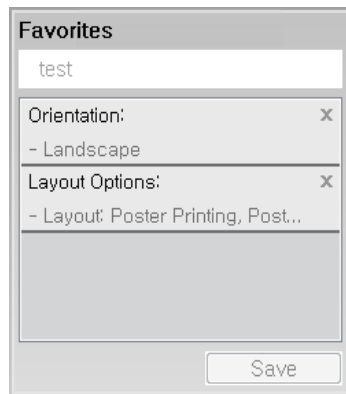 Favorites
test
Orientation: x
- Landscape
Layout Options: x
- Layout: Poster Printing, Post...
Save